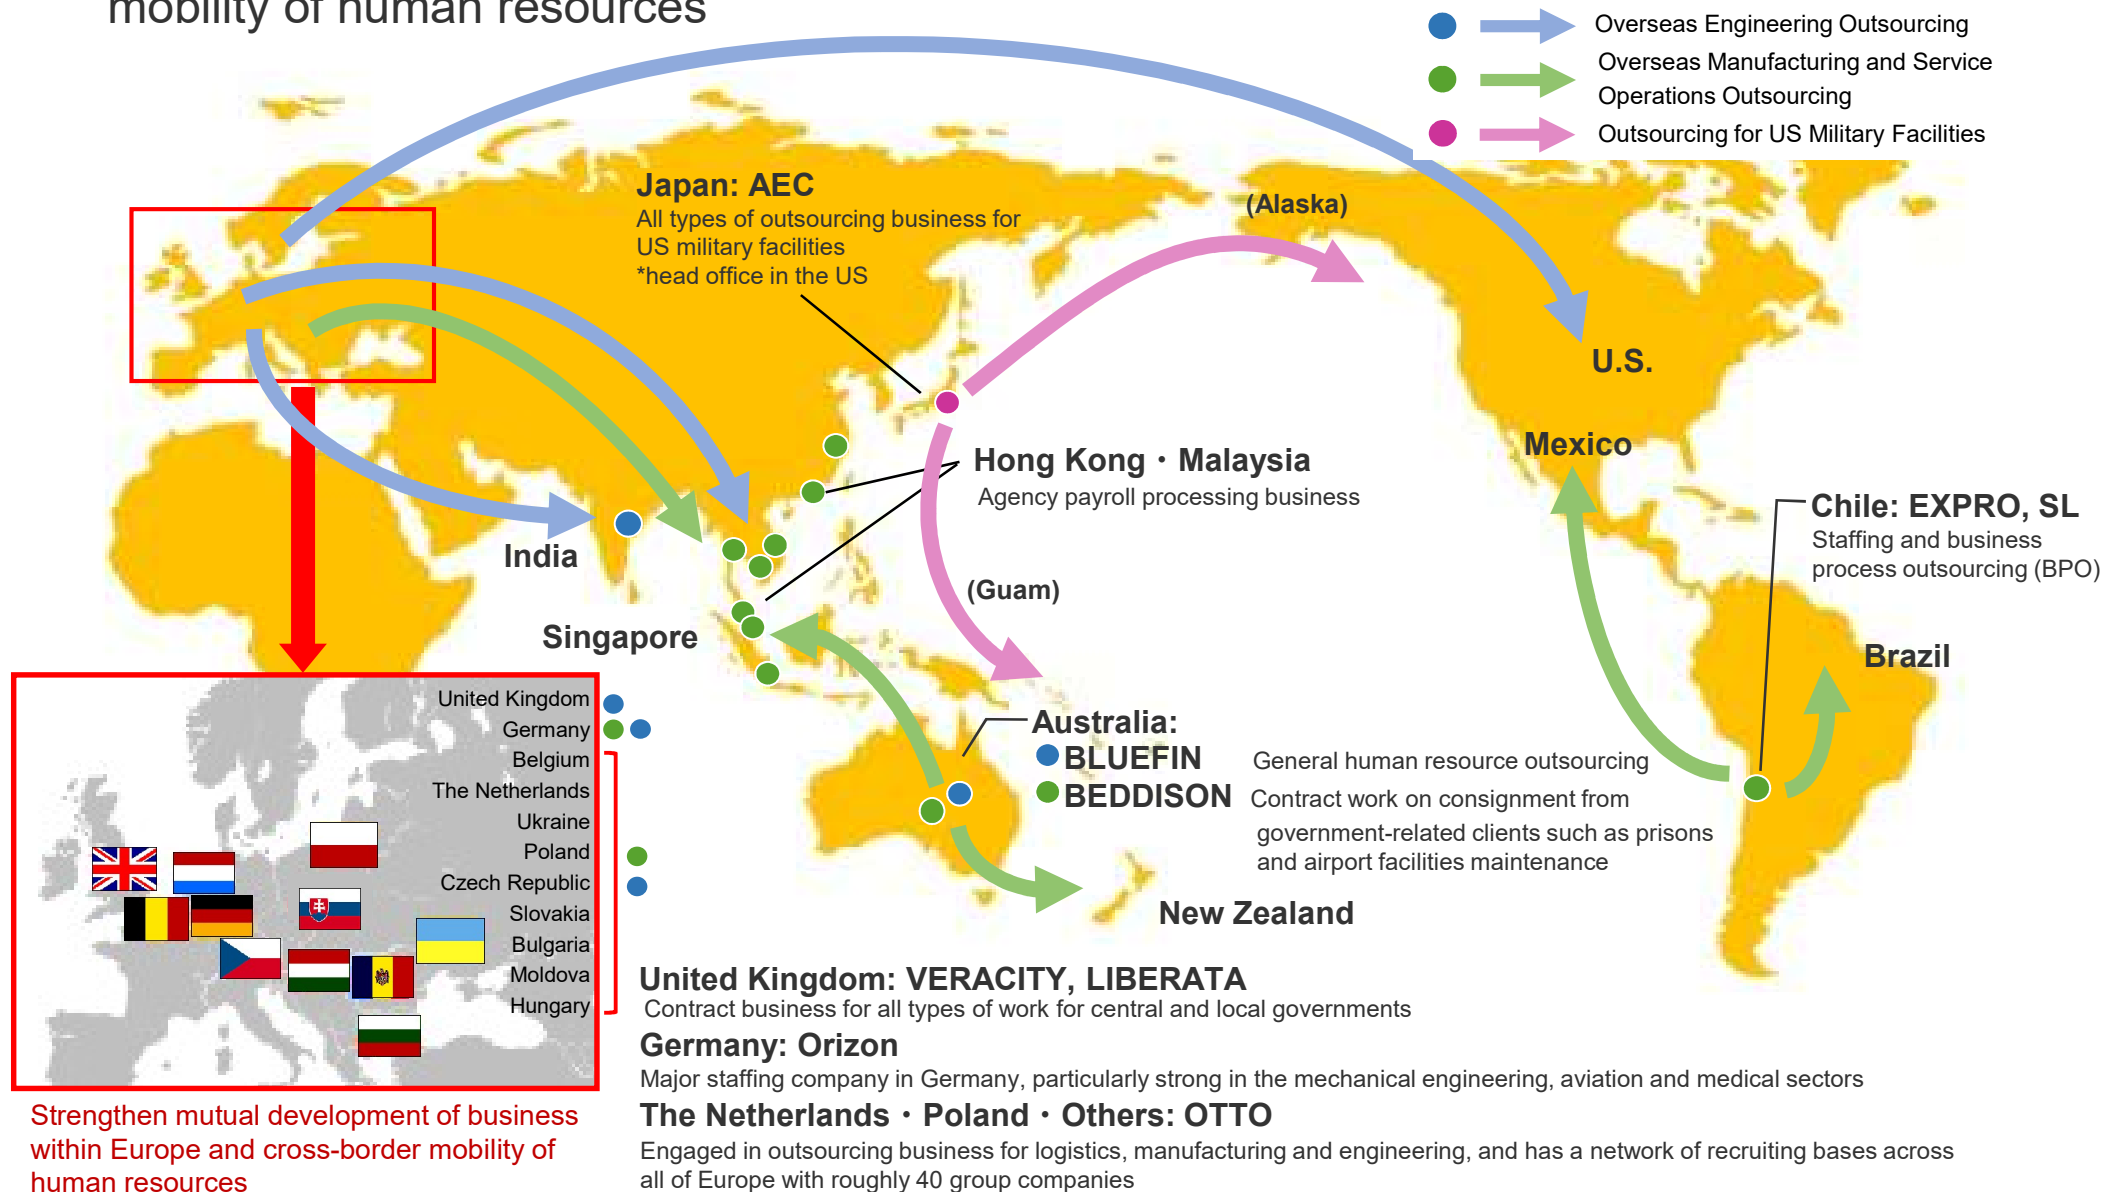 mobility of human resources
Overseas Engineering Outsourcing
Overseas Manufacturing and Service
Operations Outsourcing
Outsourcing for US Military Facilities
Japan: AEC
All types of outsourcing business for
US military facilities
*head office in the US
(Alaska)
U.S.
Mexico
Hong Kong・Malaysia
Agency payroll processing business
Chile: EXPRO, SL
Staffing and business
process outsourcing (BPO)
India
(Guam)
Singapore
Brazil
United Kingdom
Germany
Belgium
The Netherlands
Ukraine
Poland
Czech Republic
Slovakia
Bulgaria
Moldova
Hungary
Australia:
BLUEFIN General human resource outsourcing
BEDDISON Contract work on consignment from
government-related clients such as prisons
and airport facilities maintenance
New Zealand
United Kingdom: VERACITY, LIBERATA
Contract business for all types of work for central and local governments
Germany: Orizon
Major staffing company in Germany, particularly strong in the mechanical engineering, aviation and medical sectors
The Netherlands・Poland・Others: OTTO
Engaged in outsourcing business for logistics, manufacturing and engineering, and has a network of recruiting bases across
all of Europe with roughly 40 group companies
Strengthen mutual development of business
within Europe and cross-border mobility of
human resources